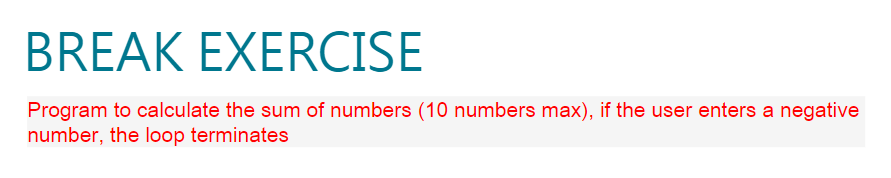 BREAK EXERCISE
Program to calculate the sum of numbers (10 numbers max), if the user enters a negative
number, the loop terminates